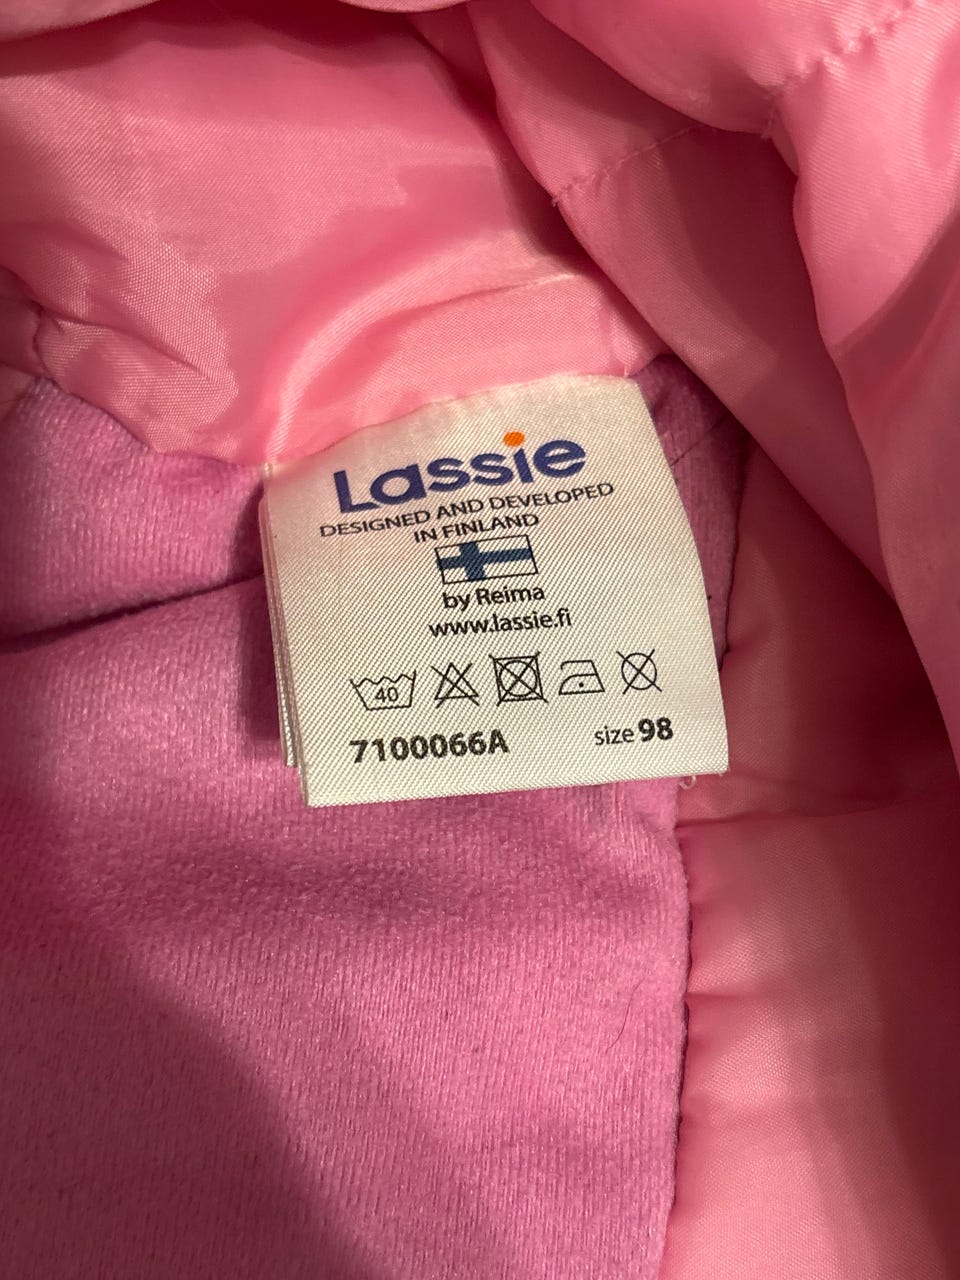 Lassie
DESIGNED AND DEVELOPED
IN FINLAND
by Reima
www.lassie.fi
40
7100066A size 98